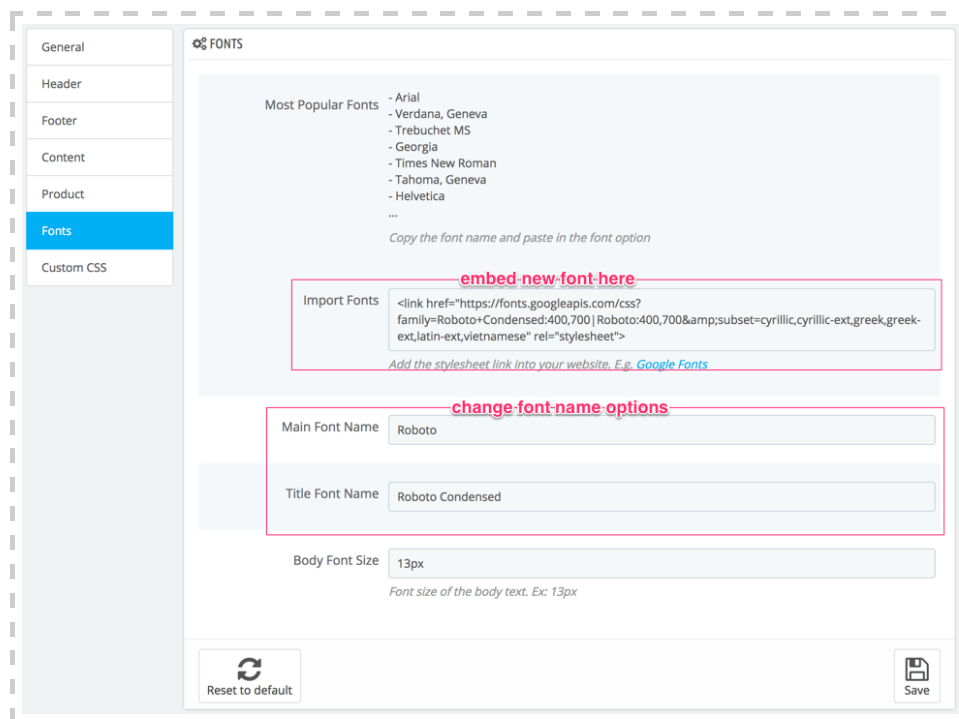 General
Header
Footer
Content
Product
Fonts
Custom CSS
FONTS
Most Popular Fonts
- Arial
- Verdana, Geneva
- Trebuchet MS
- Georgia
- Times New Roman
- Tahoma, Geneva
- Helvetica
...
Copy the font name and paste in the font option
embed new font here
Import Fonts
<link href="https://fonts.googleapis.com/css?
family=Roboto+Condensed:400,700|Roboto:400,700&amp;subset=cyrillic,cyrillic-ext,greek,greek-
ext,latin-ext,vietnamese" rel="stylesheet">
Add the stylesheet link into your website. E.g. Google Fonts
change font name options
Main Font Name
Roboto
Title Font Name
Roboto Condensed
Body Font Size
13px
Font size of the body text. Ex: 13px
Reset to default
Save